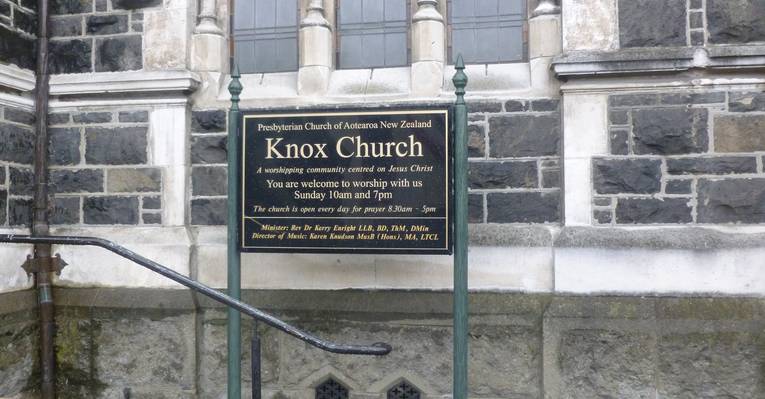 Presbyterian Church of Aotearoa New Zealand
Knox Church
A worshipping community centred on Jesus Christ
You are welcome to worship with us
Sunday 10am and 7pm
The church is open every day for prayer 8.30am - 5pm
Minister: Rev Dr Kerry Enright LLB, BD, ThM, DMin
Director of Music: Karen Knudson MusB (Hons), MA, LTCL